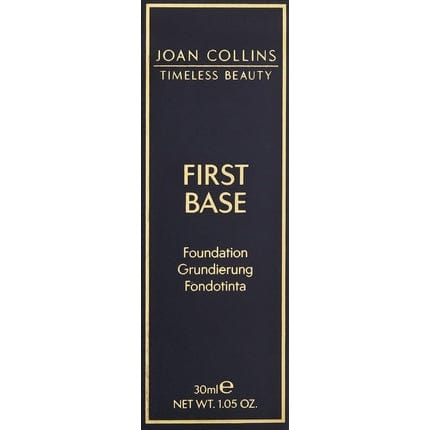 JOAN COLLINS
TIMELESS BEAUTY
FIRST
BASE
Foundation
Grundierung
Fondotinta
30ml℮
NET WT. 1.05 OZ.